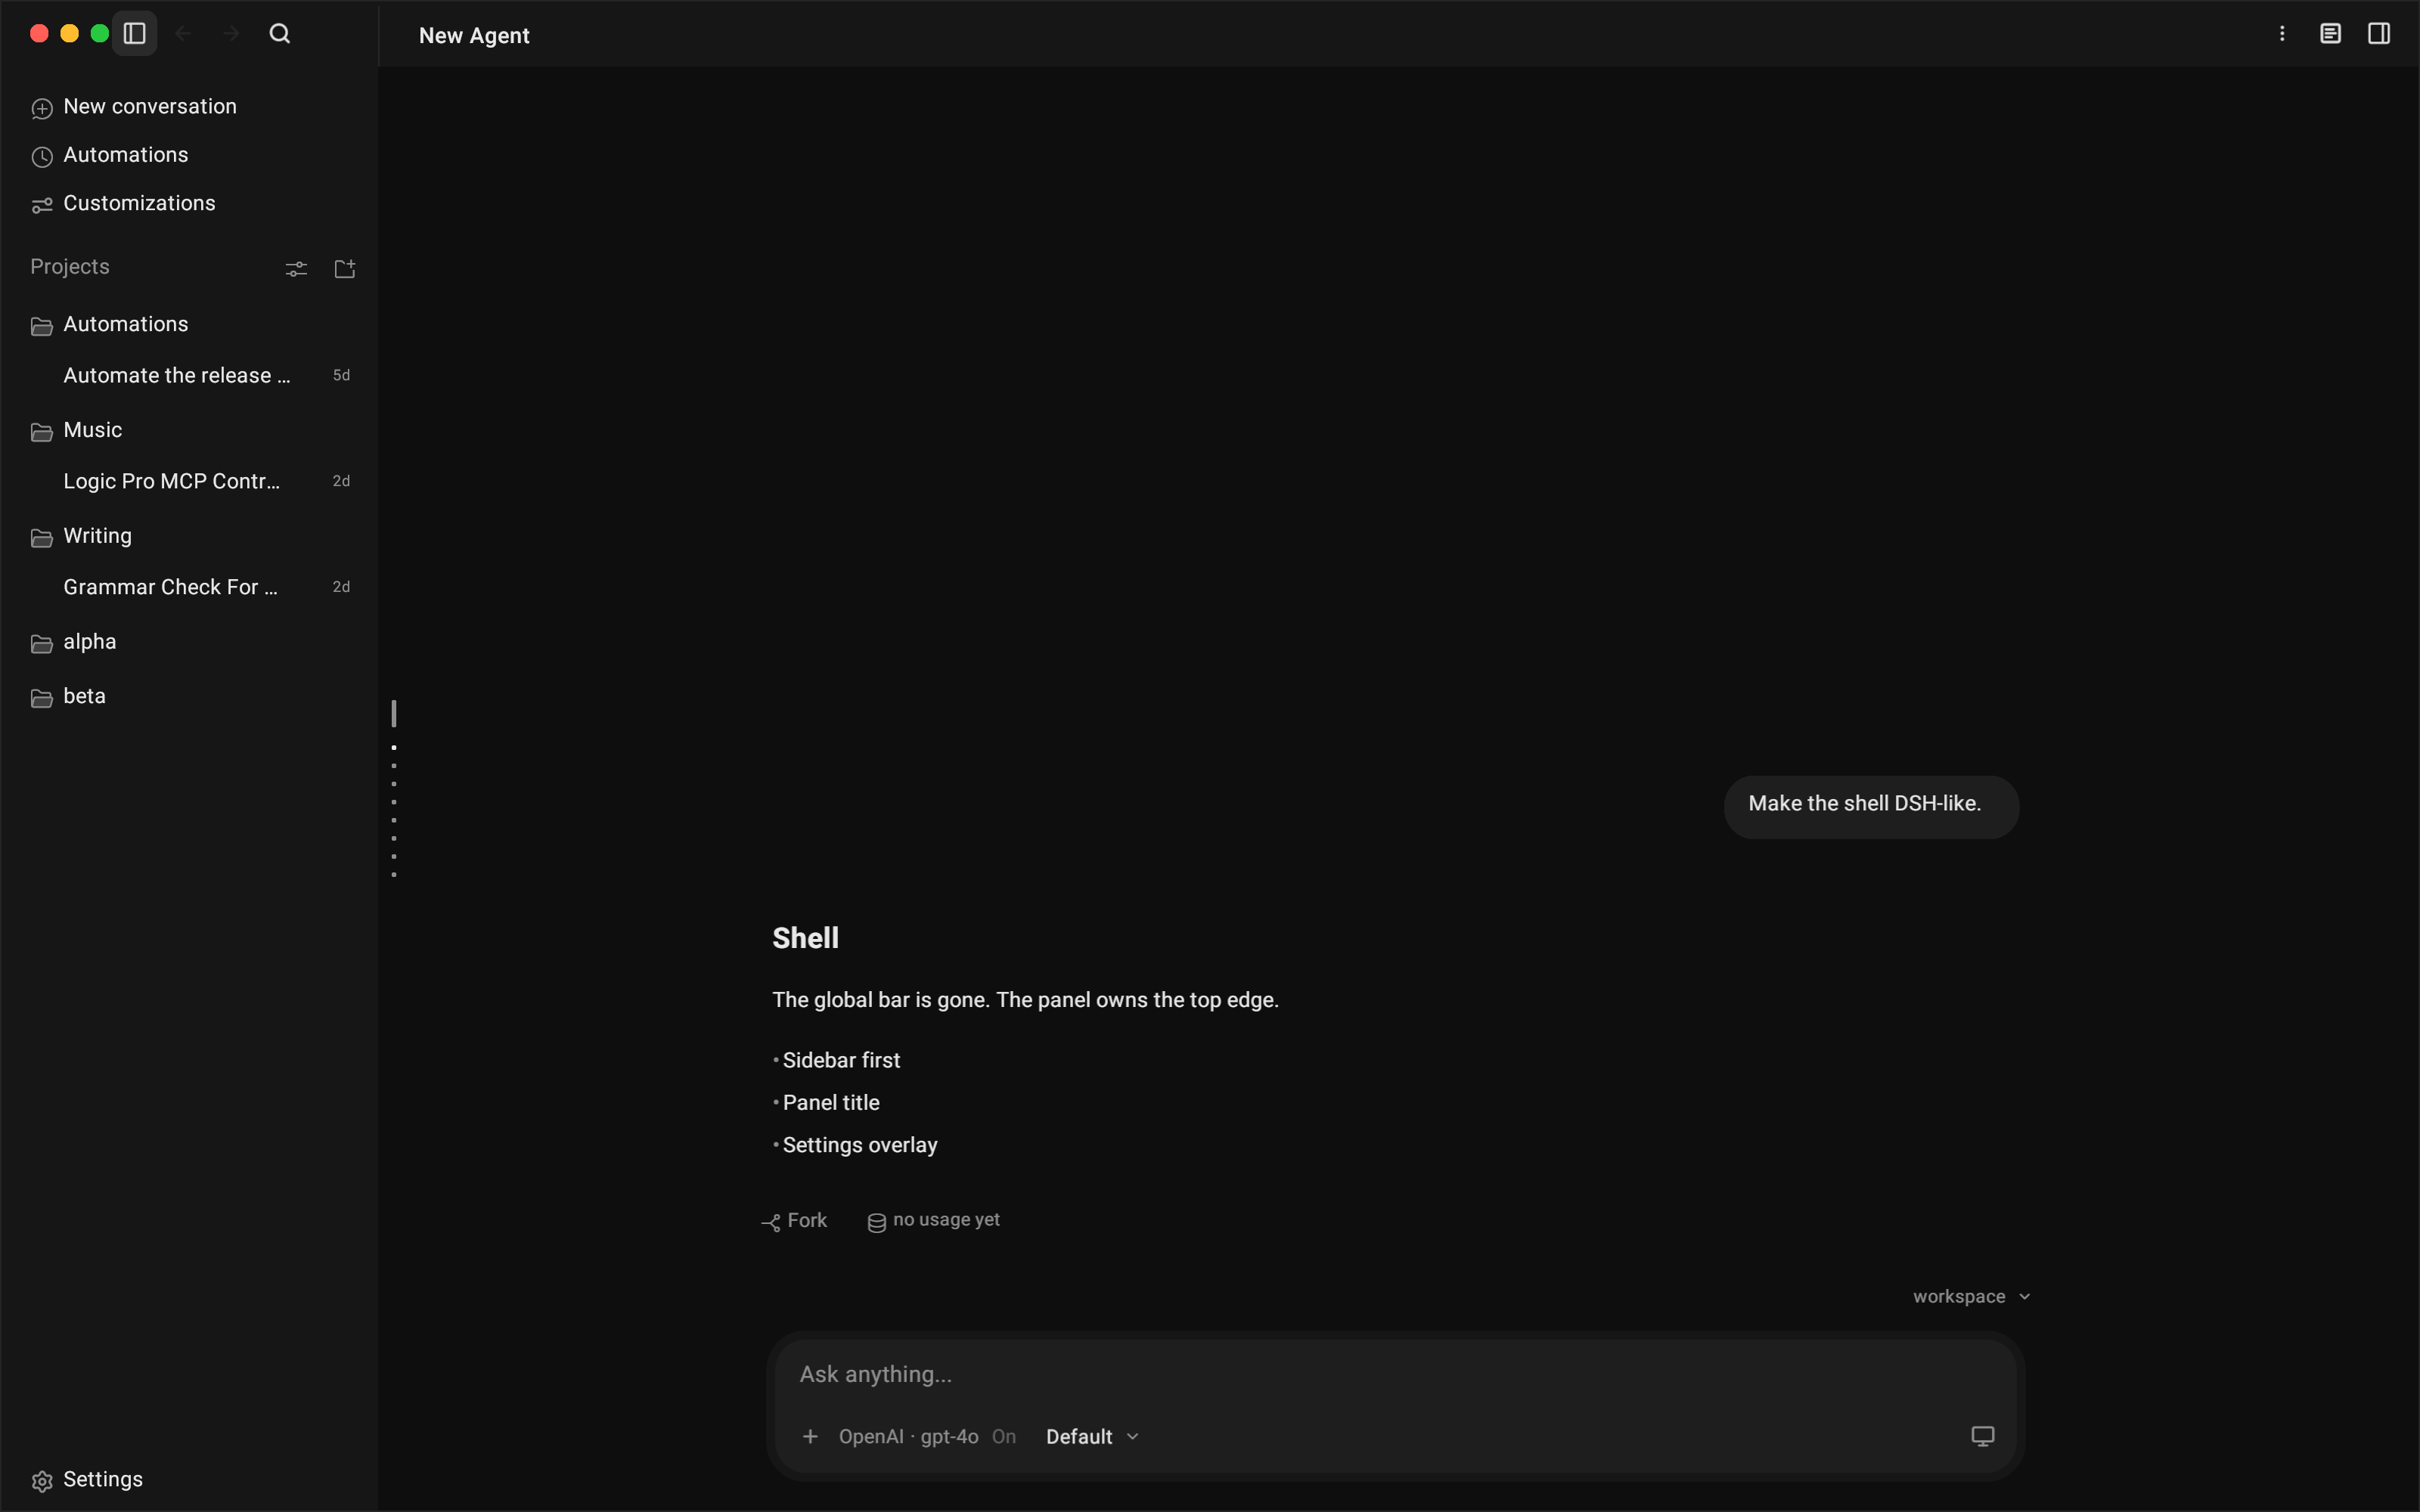 New Agent
New conversation
Automations
Customizations
Projects
Automations
Automate the release ... 5d
Music
Logic Pro MCP Contr... 2d
Writing
Grammar Check For ... 2d
alpha
beta
Settings
Make the shell DSH-like.
Shell
The global bar is gone. The panel owns the top edge.
• Sidebar first
• Panel title
• Settings overlay
Fork no usage yet
workspace
Ask anything...
OpenAI · gpt-4o On Default